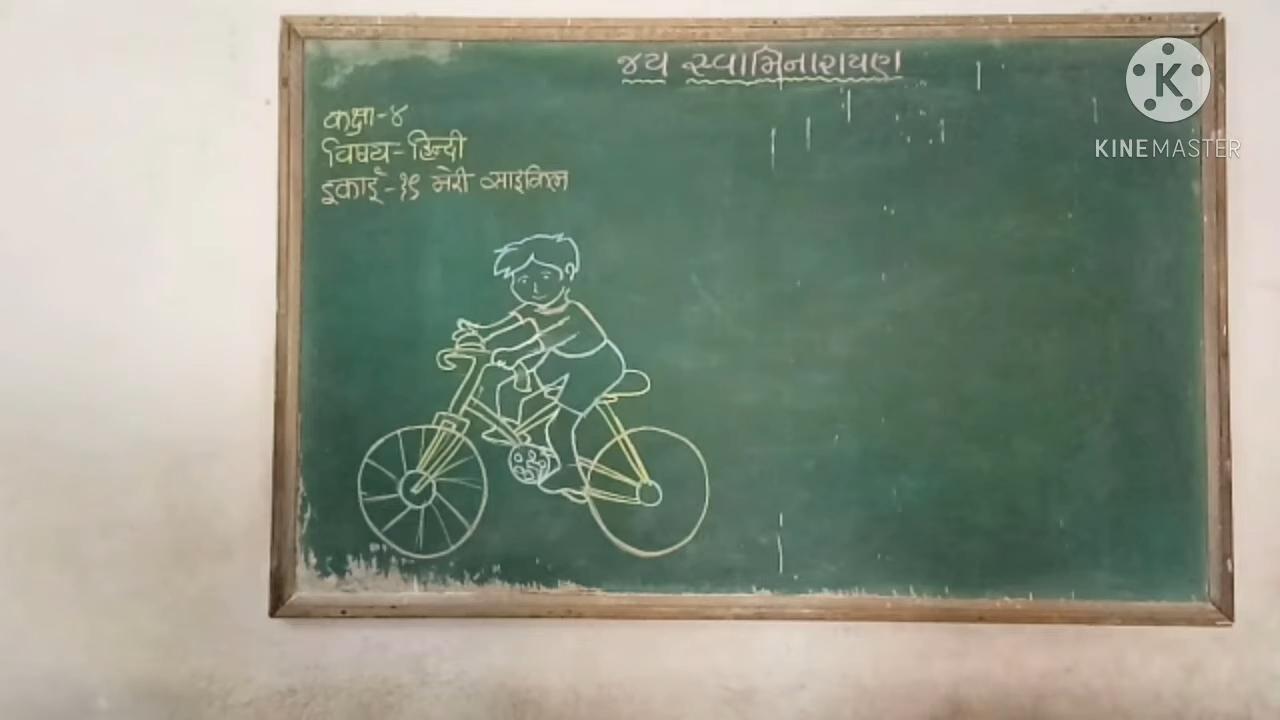 જય સ્વામિનારાયણ
कक्षा-४
विषय-हिन्दी
इकाई-१९ मेरी साइकिल
KINEMASTER